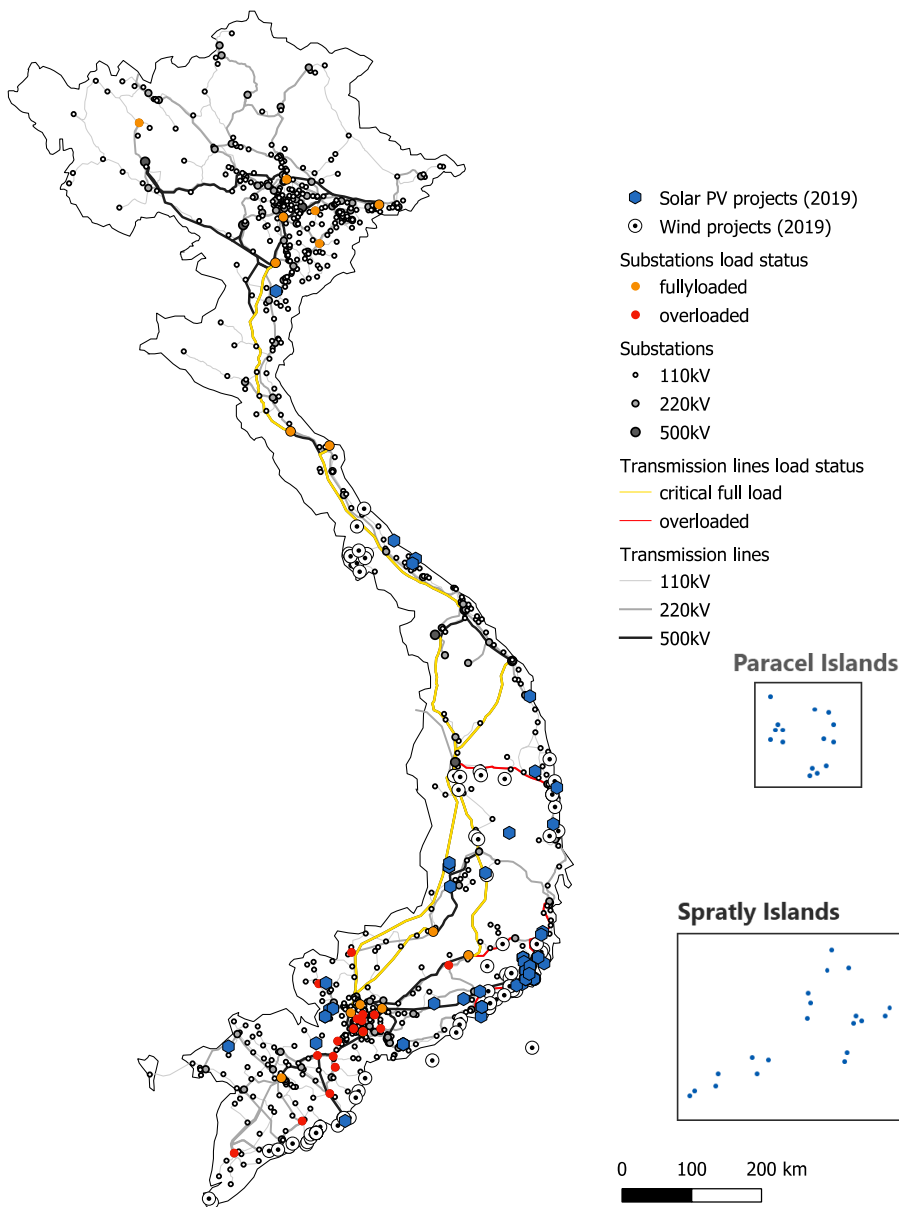 Solar PV projects (2019)
Wind projects (2019)
Substations load status
fullyloaded
overloaded
Substations
110kV
220kV
500kV
Transmission lines load status
critical full load
overloaded
Transmission lines
110kV
220kV
500kV
Paracel Islands
Spratly Islands
0 100 200 km